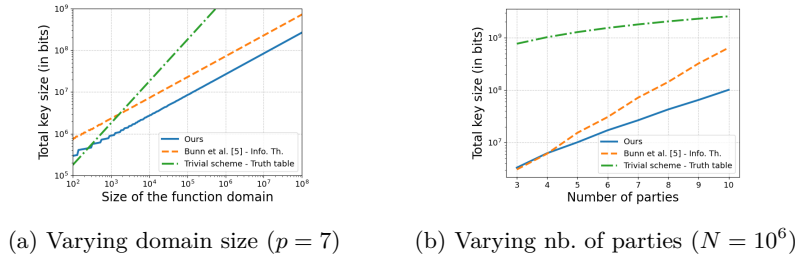 Total key size (in bits)
10^9
10^8
10^7
10^6
10^5
10^2 10^3 10^4 10^5 10^6 10^7 10^8
Size of the function domain
Ours
Bunn et al. [5] - Info. Th.
Trivial scheme - Truth table
(a) Varying domain size (p = 7)
Total key size (in bits)
10^9
10^8
10^7
3 4 5 6 7 8 9 10
Number of parties
Ours
Bunn et al. [5] - Info. Th.
Trivial scheme - Truth table
(b) Varying nb. of parties (N = 10^6)